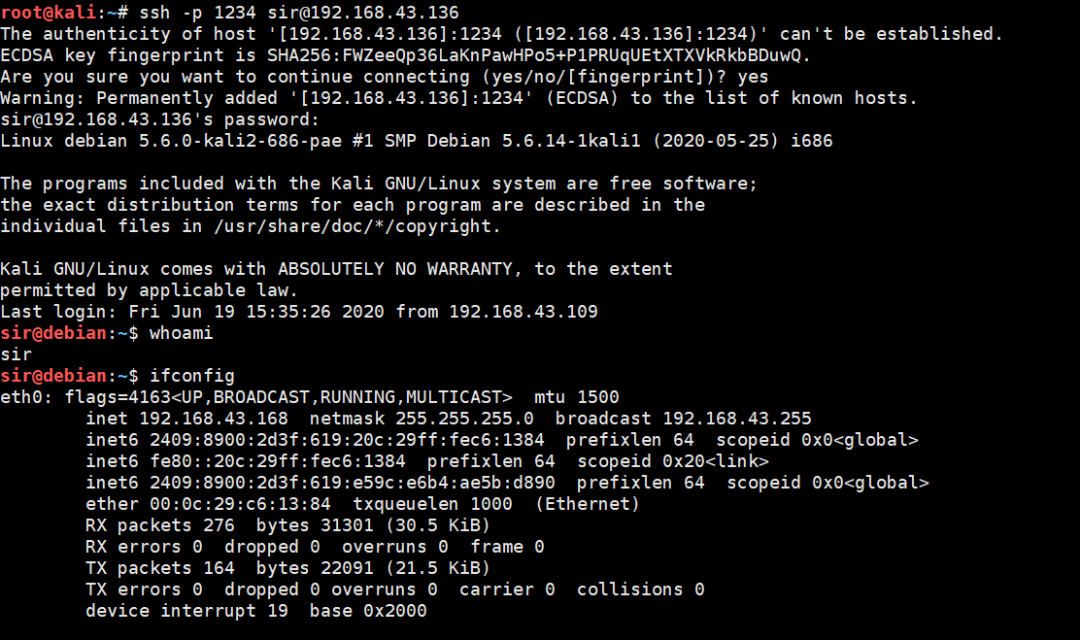 root@kali:~# ssh -p 1234 sir@192.168.43.136
The authenticity of host '[192.168.43.136]:1234 ([192.168.43.136]:1234)' can't be established.
ECDSA key fingerprint is SHA256:FWZeeQp36LaKnPawHPo5+P1PRUqUEtXTXVkRkbBDuwQ.
Are you sure you want to continue connecting (yes/no/[fingerprint])? yes
Warning: Permanently added '[192.168.43.136]:1234' (ECDSA) to the list of known hosts.
sir@192.168.43.136's password:
Linux debian 5.6.0-kali2-686-pae #1 SMP Debian 5.6.14-1kali1 (2020-05-25) i686

The programs included with the Kali GNU/Linux system are free software;
the exact distribution terms for each program are described in the
individual files in /usr/share/doc/*/copyright.

Kali GNU/Linux comes with ABSOLUTELY NO WARRANTY, to the extent
permitted by applicable law.
Last login: Fri Jun 19 15:35:26 2020 from 192.168.43.109
sir@debian:~$ whoami
sir
sir@debian:~$ ifconfig
eth0: flags=4163<UP,BROADCAST,RUNNING,MULTICAST>  mtu 1500
        inet 192.168.43.168  netmask 255.255.255.0  broadcast 192.168.43.255
        inet6 2409:8900:2d3f:619:20c:29ff:fec6:1384  prefixlen 64  scopeid 0x0<global>
        inet6 fe80::20c:29ff:fec6:1384  prefixlen 64  scopeid 0x20<link>
        inet6 2409:8900:2d3f:619:e59c:e6b4:ae5b:d890  prefixlen 64  scopeid 0x0<global>
        ether 00:0c:29:c6:13:84  txqueuelen 1000  (Ethernet)
        RX packets 276  bytes 31301 (30.5 KiB)
        RX errors 0  dropped 0  overruns 0  frame 0
        TX packets 164  bytes 22091 (21.5 KiB)
        TX errors 0  dropped 0 overruns 0  carrier 0  collisions 0
        device interrupt 19  base 0x2000